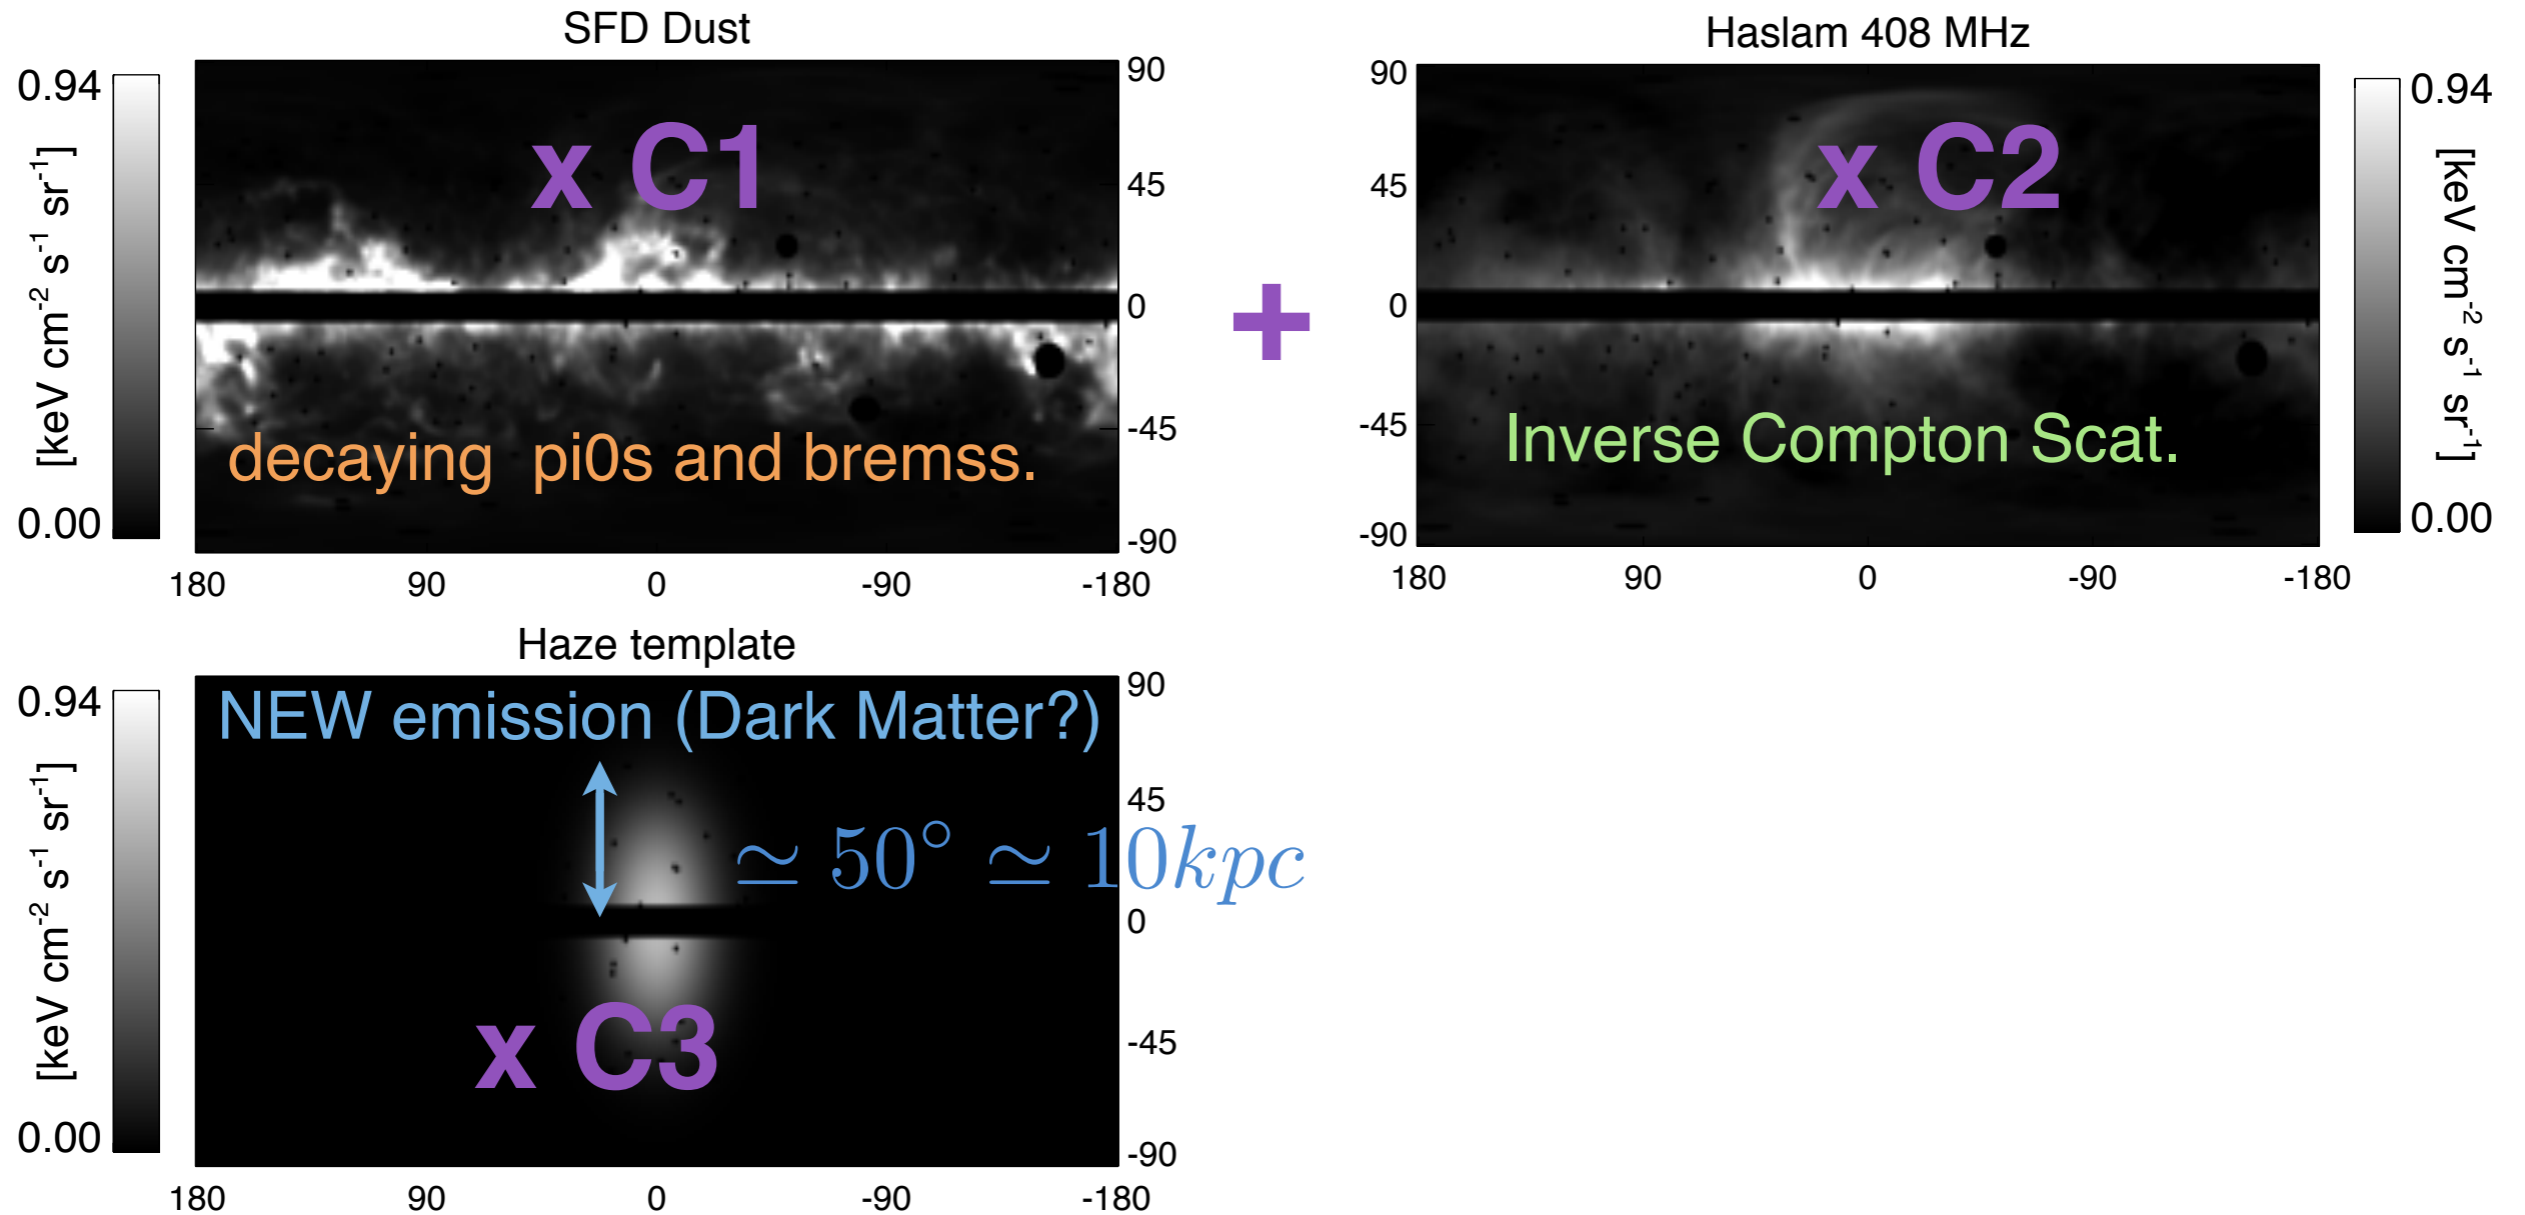 SFD Dust
0.94
[keV cm-2 s-1 sr-1]
0.00
x C1
decaying pi0s and bremss.
90
45
0
-45
-90
180 90 0 -90 -180
+
Haslam 408 MHz
90
45
0
-45
-90
x C2
Inverse Compton Scat.
180 90 0 -90 -180
0.94
[keV cm-2 s-1 sr-1]
0.00
Haze template
0.94
[keV cm-2 s-1 sr-1]
0.00
NEW emission (Dark Matter?)
≃ 50° ≃ 10kpc
x C3
90
45
0
-45
-90
180 90 0 -90 -180